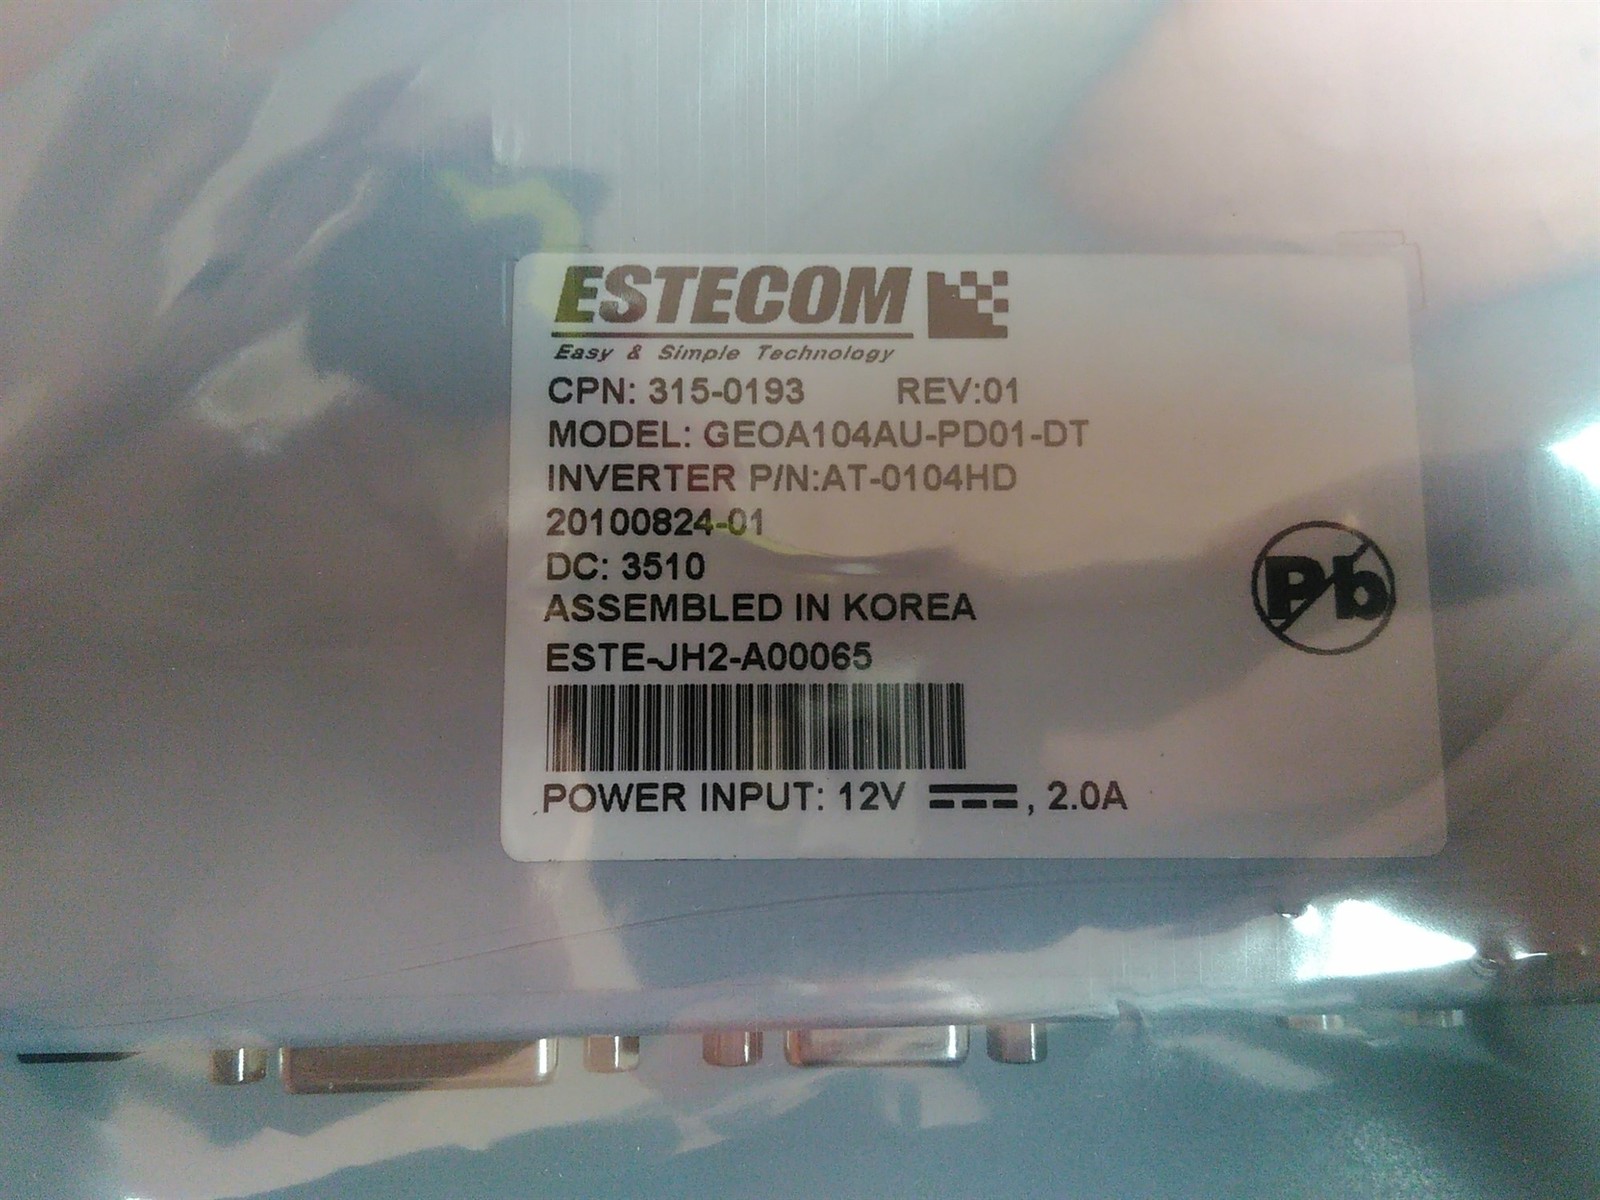 ESTECOM
Easy & Simple Technology
CPN: 315-0193 REV:01
MODEL: GEOA104AU-PD01-DT
INVERTER P/N:AT-0104HD
20100824-01
DC: 3510
ASSEMBLED IN KOREA
Pb
ESTE-JH2-A00065
POWER INPUT: 12V ⎓, 2.0A